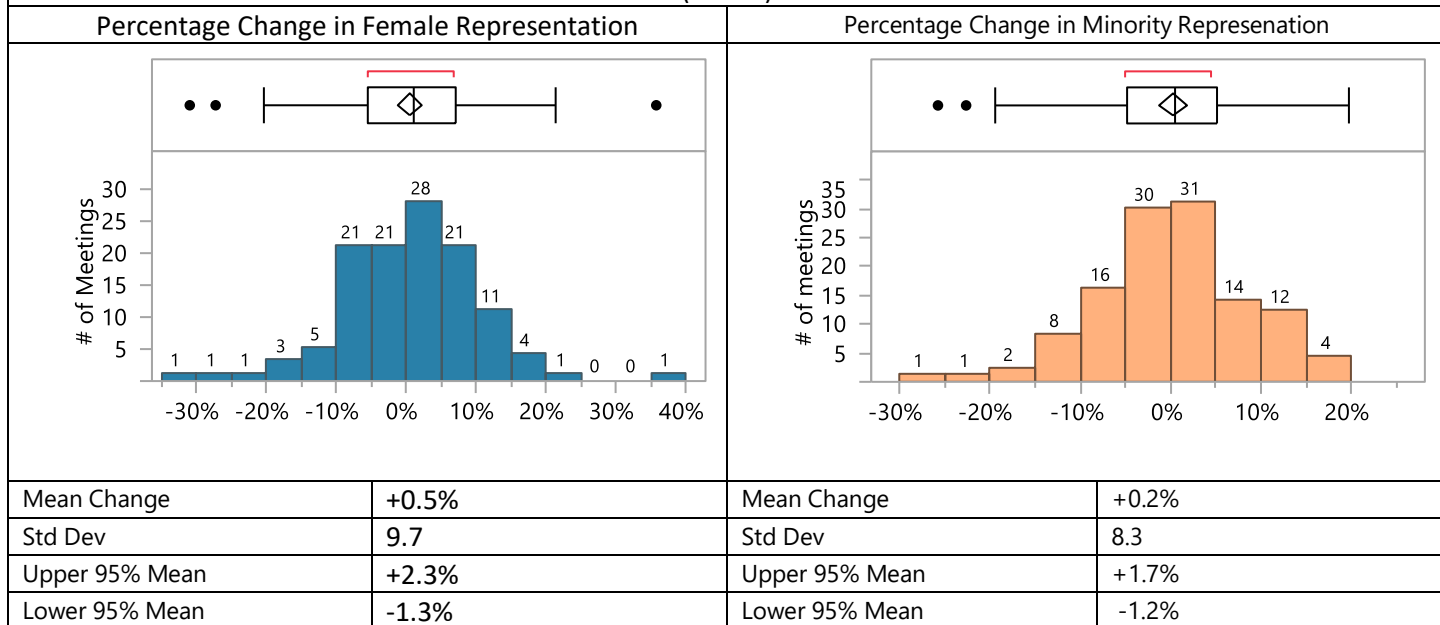 Percentage Change in Female Representation
Percentage Change in Minority Represenation
# of Meetings
30
20
15
10
5
1 1 1 3 5 21 21 28 21 11 4 1 0 0 1
-30% -20% -10% 0% 10% 20% 30% 40%
# of meetings
35
30
25
20
15
10
5
1 1 2 8 16 30 31 14 12 4
-30% -20% -10% 0% 10% 20%
Mean Change +0.5%
Std Dev 9.7
Upper 95% Mean +2.3%
Lower 95% Mean -1.3%
Mean Change +0.2%
Std Dev 8.3
Upper 95% Mean +1.7%
Lower 95% Mean -1.2%